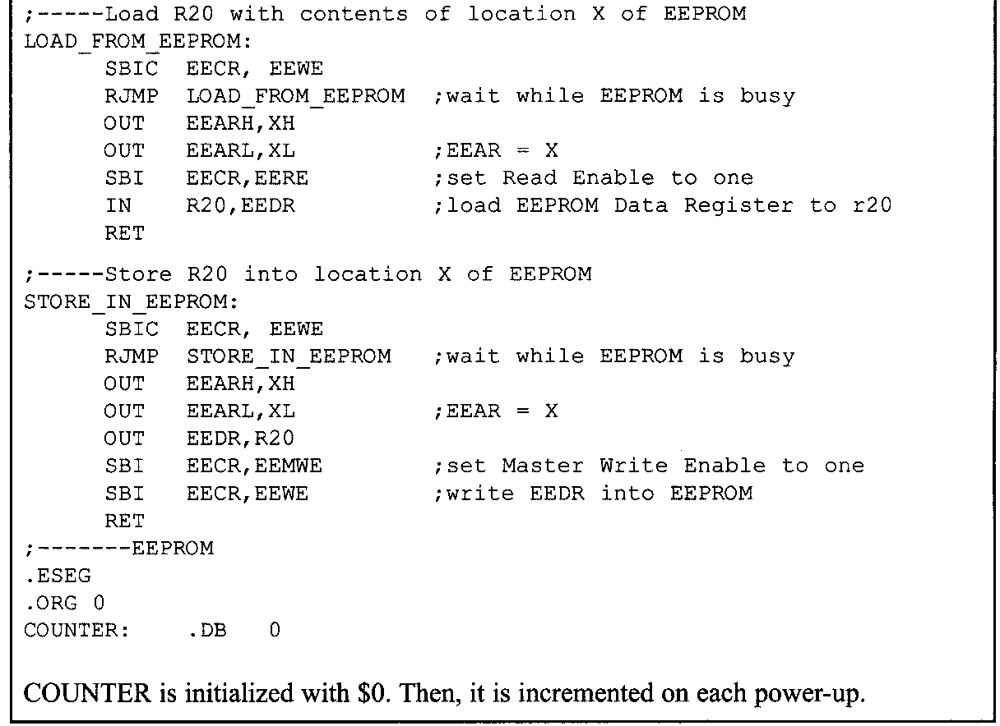 ;-----Load R20 with contents of location X of EEPROM
LOAD_FROM_EEPROM:
      SBIC  EECR, EEWE
      RJMP  LOAD_FROM_EEPROM  ;wait while EEPROM is busy
      OUT   EEARH,XH
      OUT   EEARL,XL          ;EEAR = X
      SBI   EECR,EERE         ;set Read Enable to one
      IN    R20,EEDR          ;load EEPROM Data Register to r20
      RET
;-----Store R20 into location X of EEPROM
STORE_IN_EEPROM:
      SBIC  EECR, EEWE
      RJMP  STORE_IN_EEPROM   ;wait while EEPROM is busy
      OUT   EEARH,XH
      OUT   EEARL,XL          ;EEAR = X
      OUT   EEDR,R20
      SBI   EECR,EEMWE        ;set Master Write Enable to one
      SBI   EECR,EEWE         ;write EEDR into EEPROM
      RET
;-------EEPROM
.ESEG
.ORG 0
COUNTER:    .DB   0
COUNTER is initialized with $0. Then, it is incremented on each power-up.